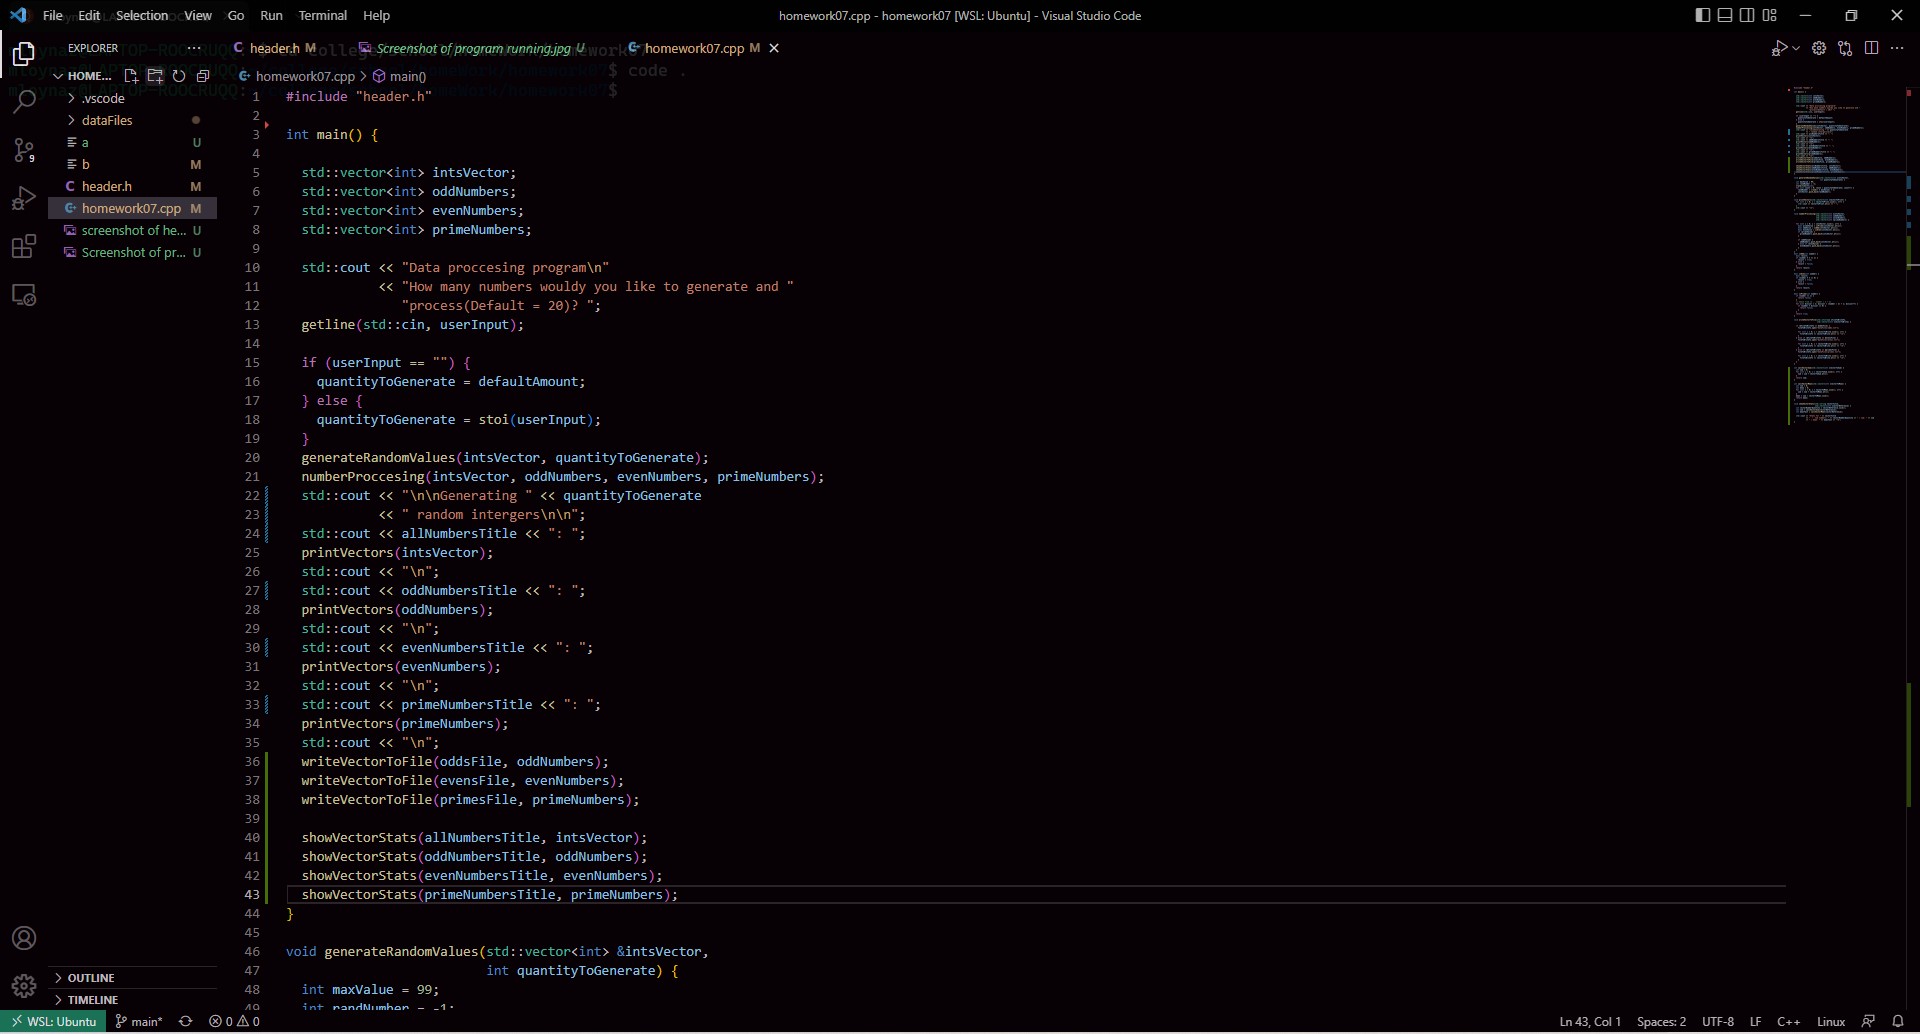 File Edit Selection View Go Run Terminal Help
homework07.cpp - homework07 [WSL: Ubuntu] - Visual Studio Code
EXPLORER
header.h M
Screenshot of program running.jpg U
homework07.cpp M
HOME...
homework07.cpp > main()
code .
> .vscode
> dataFiles
a U
b M
header.h M
homework07.cpp M
screenshot of he... U
Screenshot of pr... U
9
1 #include "header.h"
2
3 int main() {
4
5 std::vector<int> intsVector;
6 std::vector<int> oddNumbers;
7 std::vector<int> evenNumbers;
8 std::vector<int> primeNumbers;
9
10 std::cout << "Data proccesing program\n"
11 << "How many numbers wouldy you like to generate and "
12 "process(Default = 20)? ";
13 getline(std::cin, userInput);
14
15 if (userInput == "") {
16 quantityToGenerate = defaultAmount;
17 } else {
18 quantityToGenerate = stoi(userInput);
19 }
20 generateRandomValues(intsVector, quantityToGenerate);
21 numberProccesing(intsVector, oddNumbers, evenNumbers, primeNumbers);
22 std::cout << "\n\nGenerating " << quantityToGenerate
23 << " random intergers\n\n";
24 std::cout << allNumbersTitle << ": ";
25 printVectors(intsVector);
26 std::cout << "\n";
27 std::cout << oddNumbersTitle << ": ";
28 printVectors(oddNumbers);
29 std::cout << "\n";
30 std::cout << evenNumbersTitle << ": ";
31 printVectors(evenNumbers);
32 std::cout << "\n";
33 std::cout << primeNumbersTitle << ": ";
34 printVectors(primeNumbers);
35 std::cout << "\n";
36 writeVectorToFile(oddsFile, oddNumbers);
37 writeVectorToFile(evensFile, evenNumbers);
38 writeVectorToFile(primesFile, primeNumbers);
39
40 showVectorStats(allNumbersTitle, intsVector);
41 showVectorStats(oddNumbersTitle, oddNumbers);
42 showVectorStats(evenNumbersTitle, evenNumbers);
43 showVectorStats(primeNumbersTitle, primeNumbers);
44 }
45
46 void generateRandomValues(std::vector<int> &intsVector,
47 int quantityToGenerate) {
48 int maxValue = 99;
49 int randNumber = -1;
> OUTLINE
> TIMELINE
WSL: Ubuntu main* 0 0
Ln 43, Col 1 Spaces: 2 UTF-8 LF C++ Linux